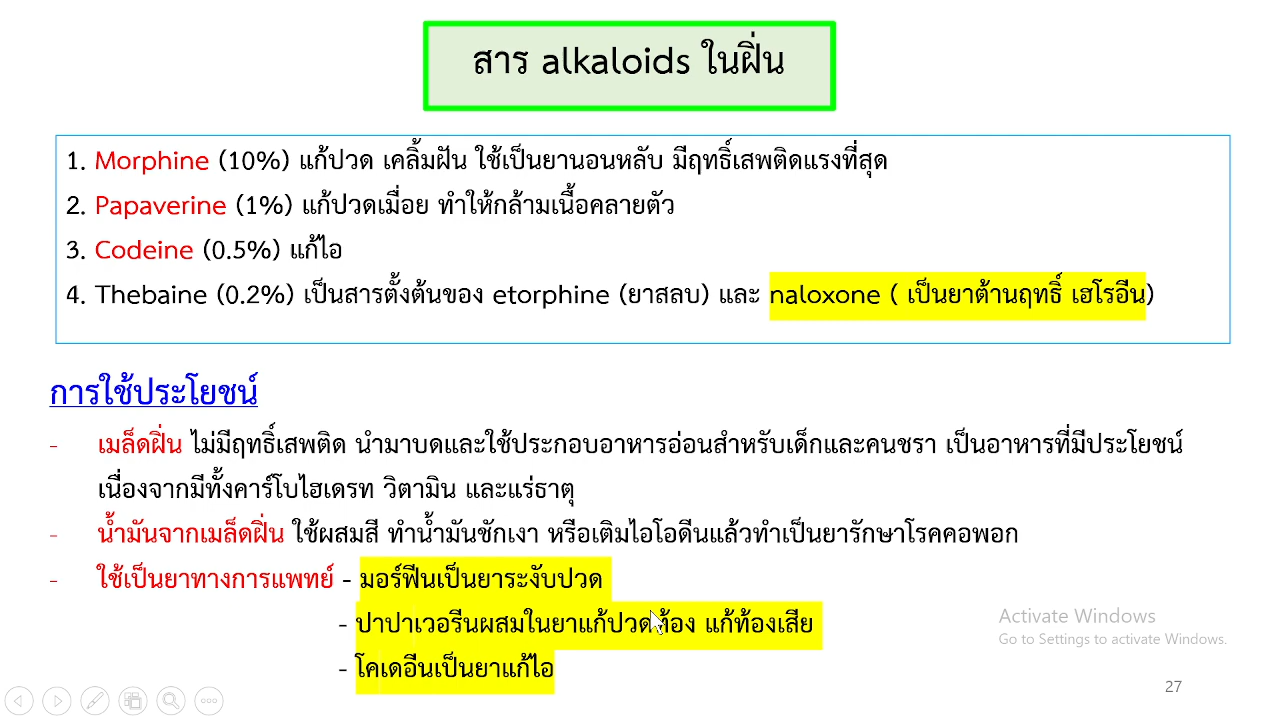 สาร alkaloids ในฝิ่น
1. Morphine (10%) แก้ปวด เคลิ้มฝัน ใช้เป็นยานอนหลับ มีฤทธิ์เสพติดแรงที่สุด
2. Papaverine (1%) แก้ปวดเมื่อย ทำให้กล้ามเนื้อคลายตัว
3. Codeine (0.5%) แก้ไอ
4. Thebaine (0.2%) เป็นสารตั้งต้นของ etorphine (ยาสลบ) และ naloxone ( เป็นยาต้านฤทธิ์ เฮโรอีน)
การใช้ประโยชน์
- เมล็ดฝิ่น ไม่มีฤทธิ์เสพติด นำมาบดและใช้ประกอบอาหารอ่อนสำหรับเด็กและคนชรา เป็นอาหารที่มีประโยชน์
เนื่องจากมีทั้งคาร์โบไฮเดรท วิตามิน และแร่ธาตุ
- น้ำมันจากเมล็ดฝิ่น ใช้ผสมสี ทำน้ำมันชักเงา หรือเติมไอโอดีนแล้วทำเป็นยารักษาโรคคอพอก
- ใช้เป็นยาทางการแพทย์ - มอร์ฟีนเป็นยาระงับปวด
- ปาปาเวอรีนผสมในยาแก้ปวดท้อง แก้ท้องเสีย
- โคเดอีนเป็นยาแก้ไอ
Activate Windows
Go to Settings to activate Windows.
27